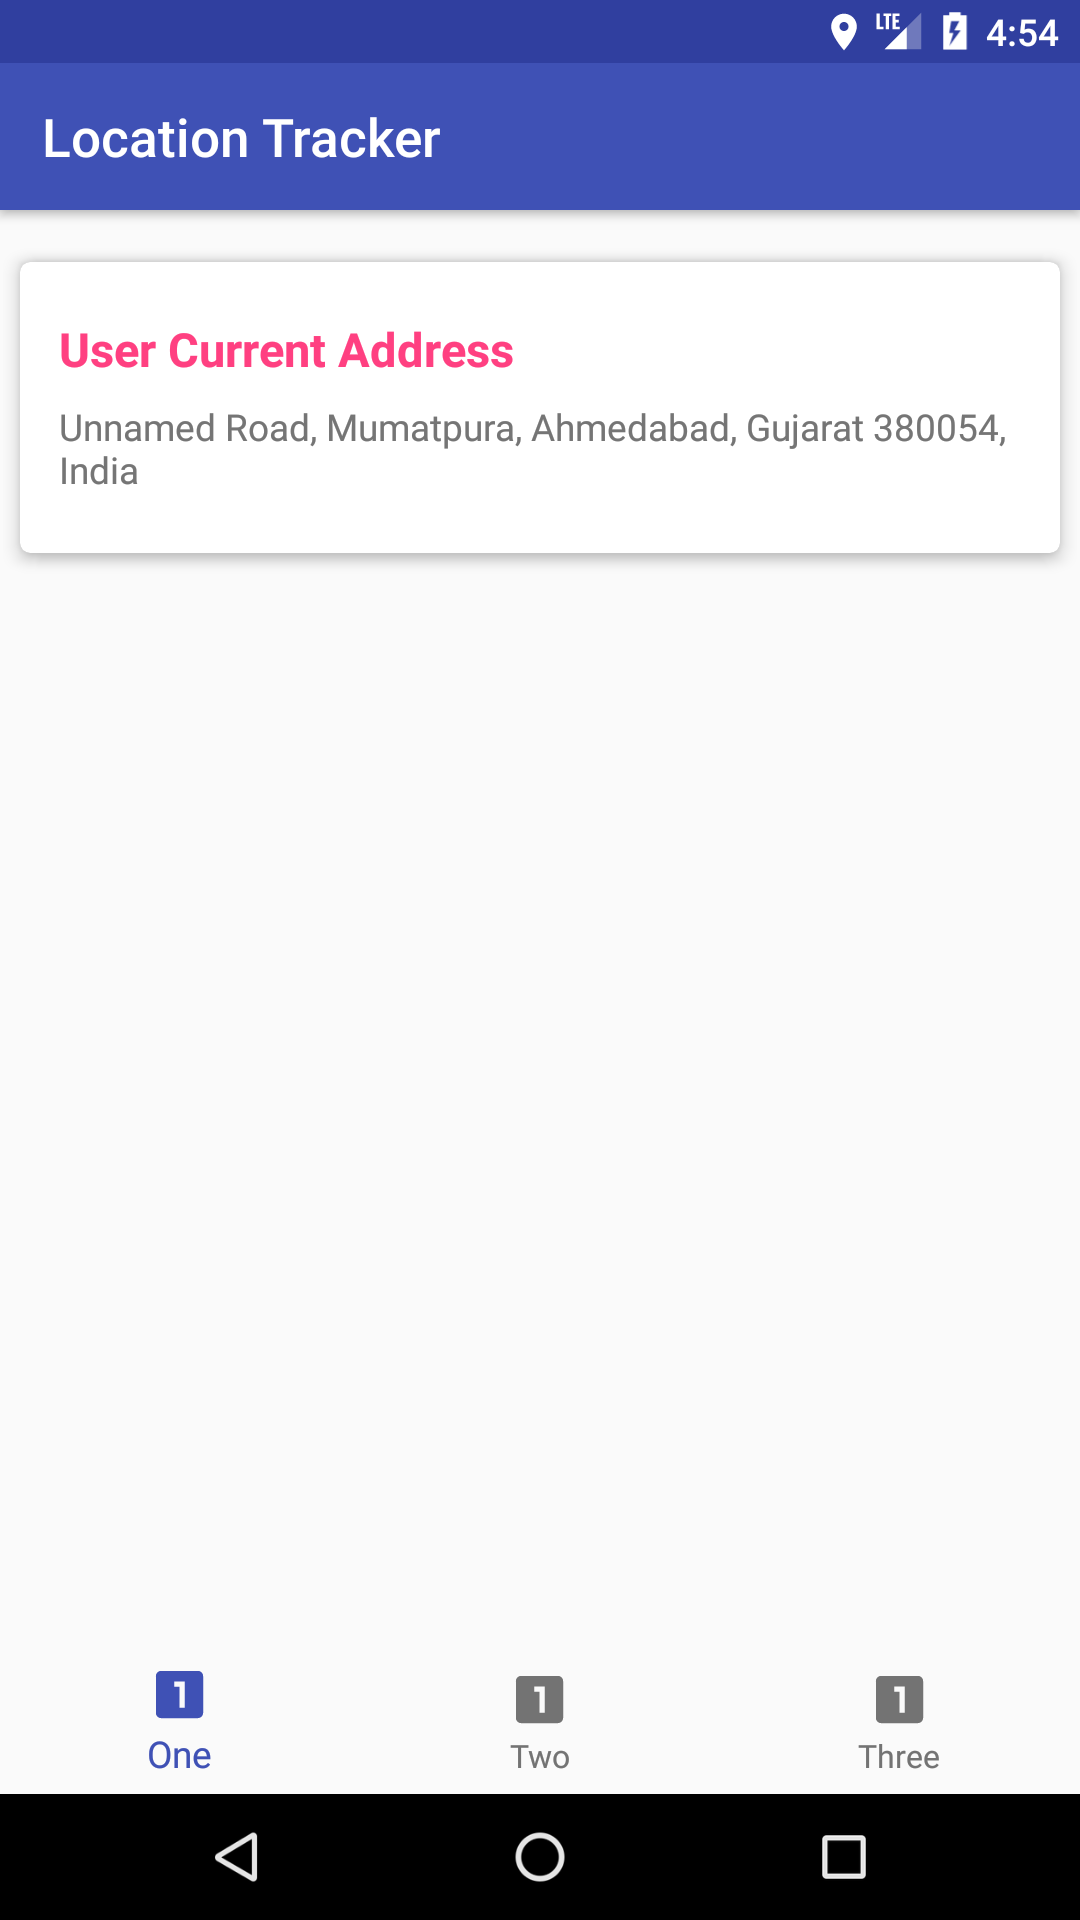 LTE 4:54
Location Tracker
User Current Address
Unnamed Road, Mumatpura, Ahmedabad, Gujarat 380054,
India
1 1 1
One Two Three